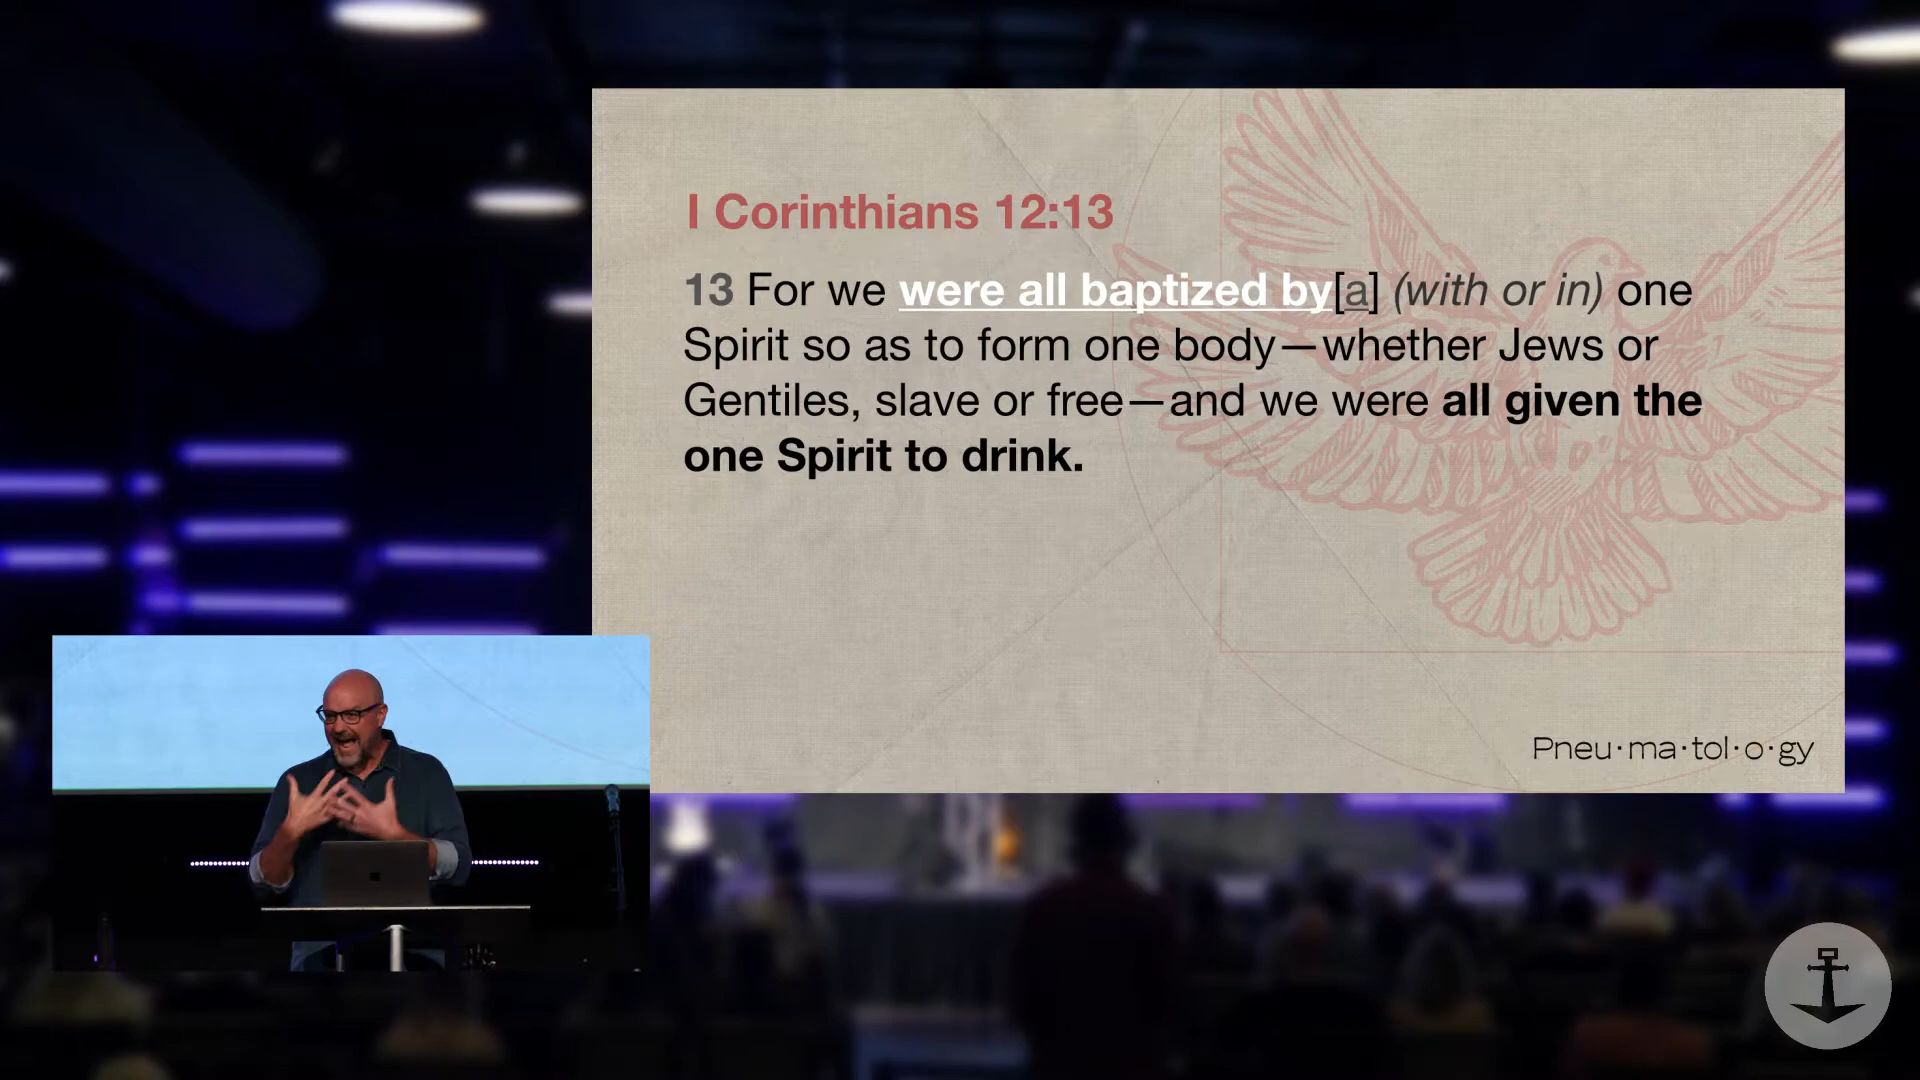 I Corinthians 12:13
13 For we were all baptized by[a] (with or in) one
Spirit so as to form one body—whether Jews or
Gentiles, slave or free—and we were all given the
one Spirit to drink.
Pneu·ma·tol·o·gy